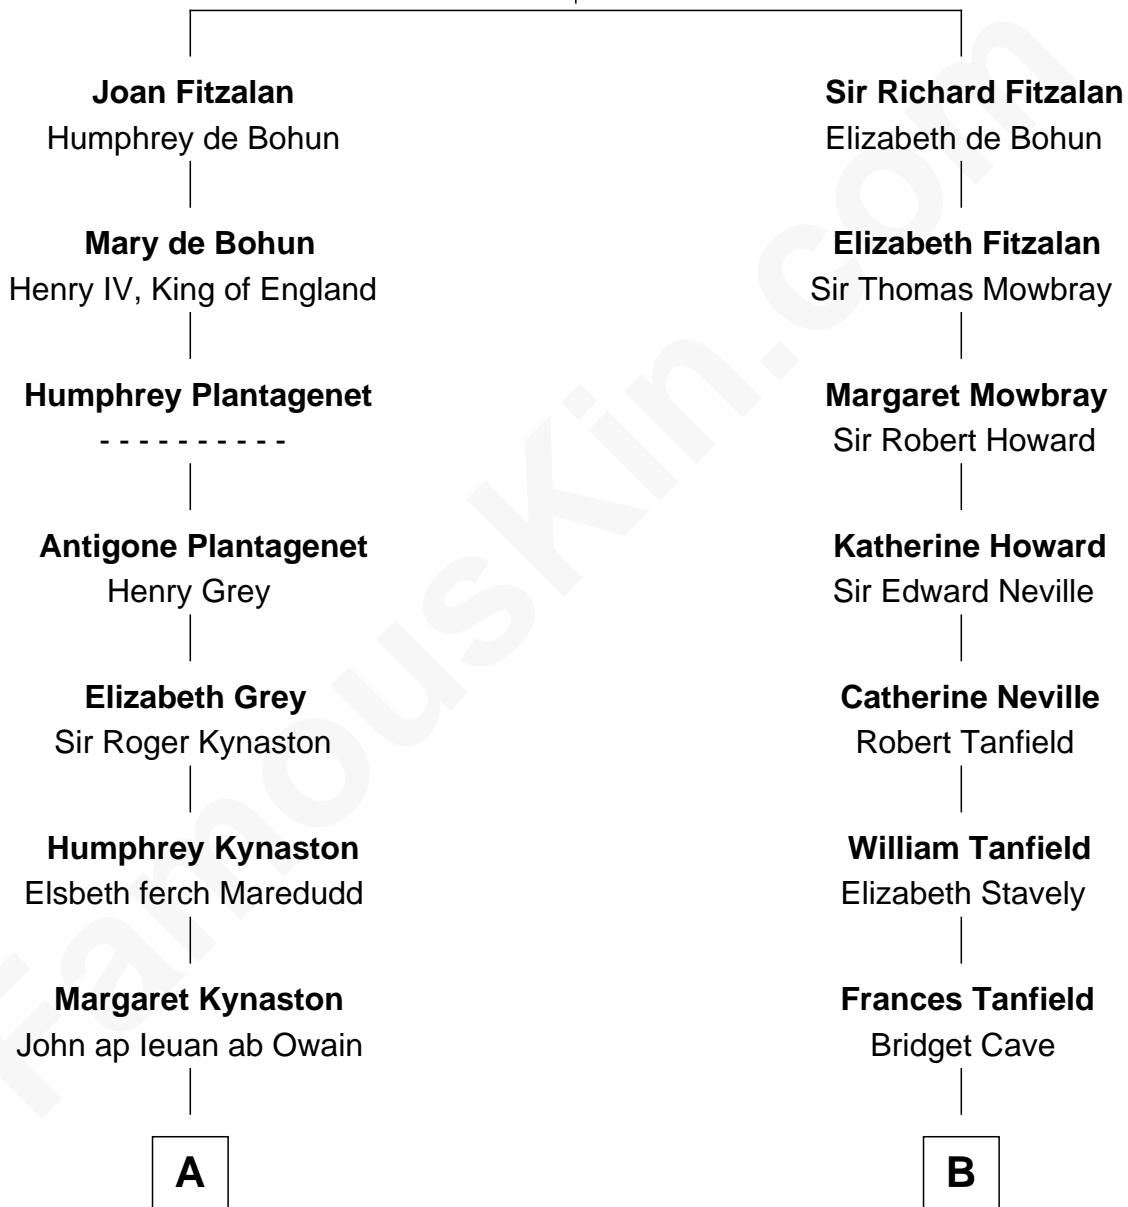 Joan Fitzalan
Humphrey de Bohun
Mary de Bohun
Henry IV, King of England
Humphrey Plantagenet
- - - - - - - - - -
Antigone Plantagenet
Henry Grey
Elizabeth Grey
Sir Roger Kynaston
Humphrey Kynaston
Elsbeth ferch Maredudd
Margaret Kynaston
John ap Ieuan ab Owain
A
Sir Richard Fitzalan
Elizabeth de Bohun
Elizabeth Fitzalan
Sir Thomas Mowbray
Margaret Mowbray
Sir Robert Howard
Katherine Howard
Sir Edward Neville
Catherine Neville
Robert Tanfield
William Tanfield
Elizabeth Stavely
Frances Tanfield
Bridget Cave
B
FamousKin.com